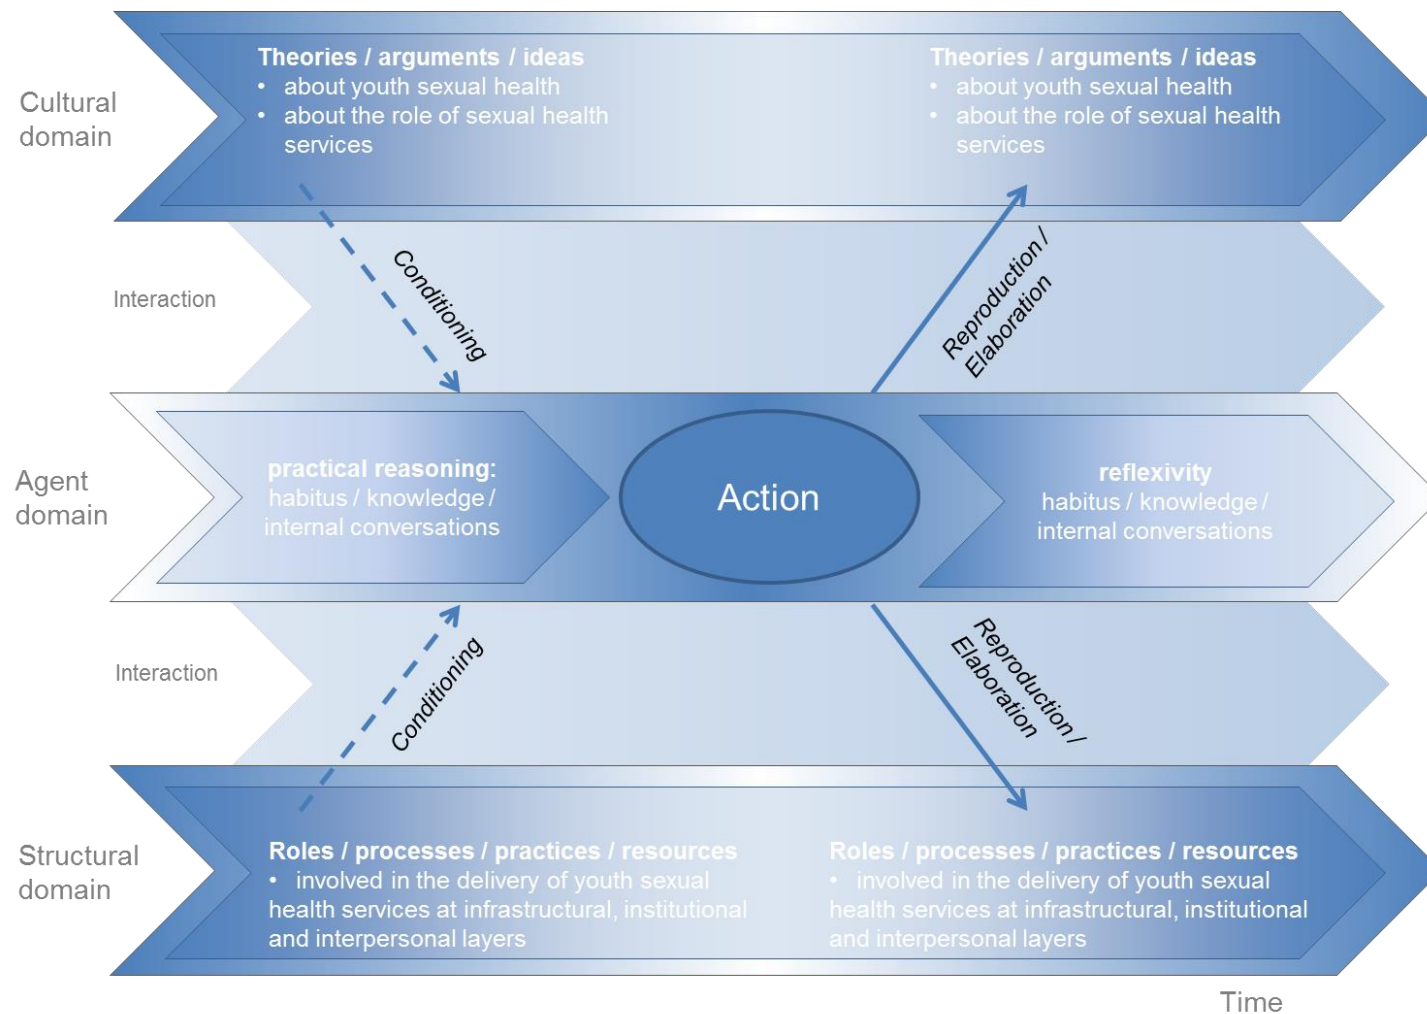 Cultural
domain
Theories / arguments / ideas
• about youth sexual health
• about the role of sexual health
services
Theories / arguments / ideas
• about youth sexual health
• about the role of sexual health
services
Interaction
Conditioning
Reproduction /
Elaboration
Agent
domain
practical reasoning:
habitus / knowledge /
internal conversations
Action
reflexivity
habitus / knowledge /
internal conversations
Interaction
Conditioning
Reproduction /
Elaboration
Structural
domain
Roles / processes / practices / resources
• involved in the delivery of youth sexual
health services at infrastructural, institutional
and interpersonal layers
Roles / processes / practices / resources
• involved in the delivery of youth sexual
health services at infrastructural, institutional
and interpersonal layers
Time